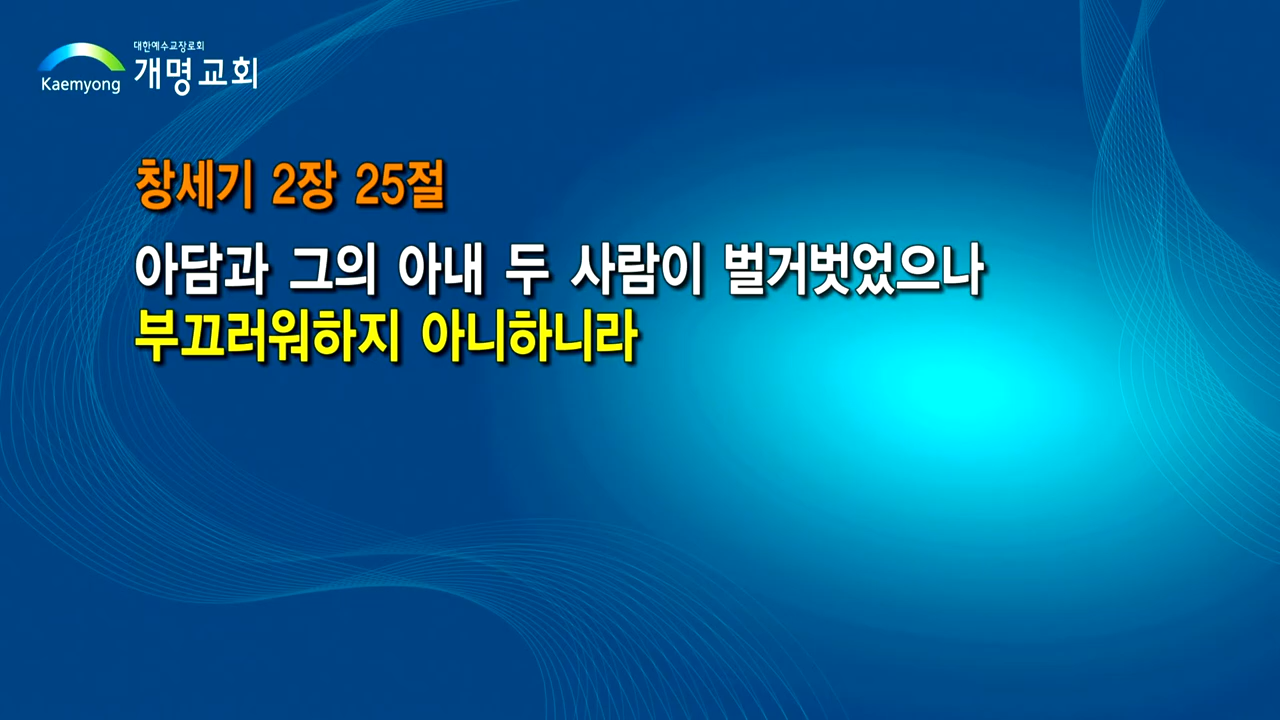 대한예수교장로회
Kaemyong 개명교회
창세기 2장 25절
아담과 그의 아내 두 사람이 벌거벗었으나
부끄러워하지 아니하니라